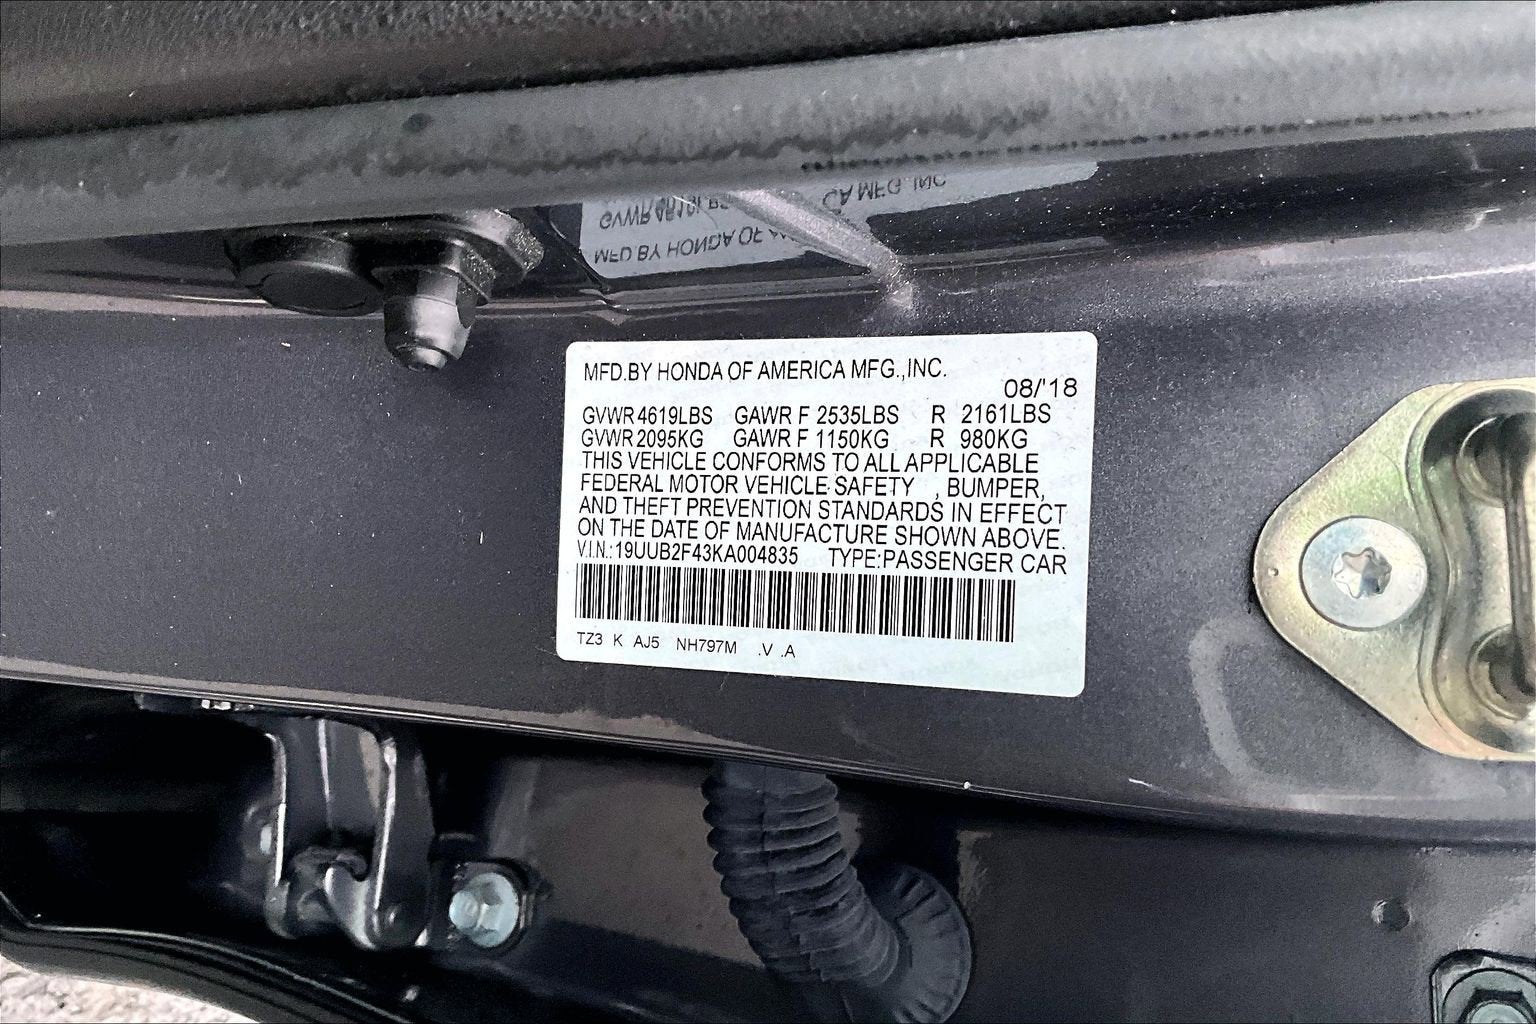 MFD.BY HONDA OF AMERICA MFG.,INC.
08/'18
GVWR 4619LBS GAWR F 2535LBS R 2161LBS
GVWR 2095KG GAWR F 1150KG R 980KG
THIS VEHICLE CONFORMS TO ALL APPLICABLE
FEDERAL MOTOR VEHICLE SAFETY , BUMPER,
AND THEFT PREVENTION STANDARDS IN EFFECT
ON THE DATE OF MANUFACTURE SHOWN ABOVE.
V.I.N.:19UUB2F43KA004835 TYPE:PASSENGER CAR
TZ3 K AJ5 NH797M .V .A